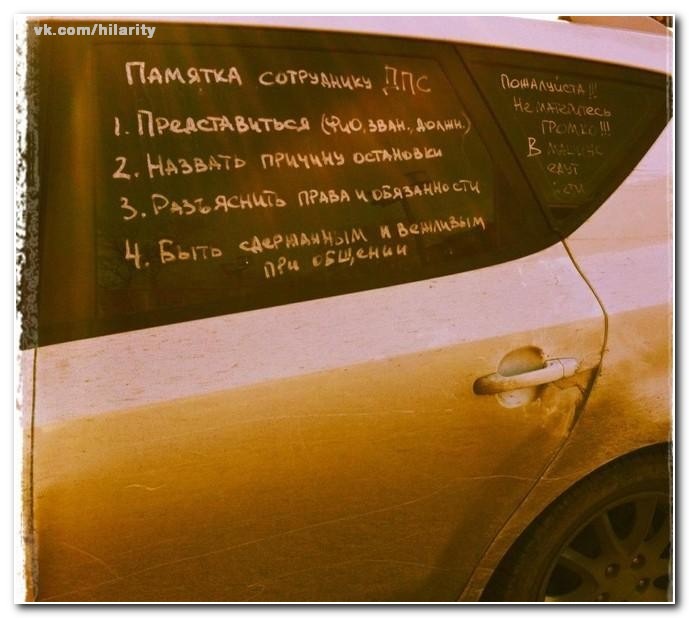 vk.com/hilarity
ПАМЯТКА СОТРУДНИКУ ДПС
1. ПРЕДСТАВИТЬСЯ (ФИО, ЗВАН., ДОЛЖН.)
2. НАЗВАТЬ ПРИЧИНУ ОСТАНОВКИ
3. РАЗЪЯСНИТЬ ПРАВА И ОБЯЗАННОСТИ
4. БЫТЬ СДЕРЖАННЫМ И ВЕЖЛИВЫМ
ПРИ ОБЩЕНИИ
ПОЖАЛУЙСТА!!!
НЕ МАТЕРИТЕСЬ
ГРОМКО!!!
В МАШИНЕ
ЕДУТ
ДЕТИ